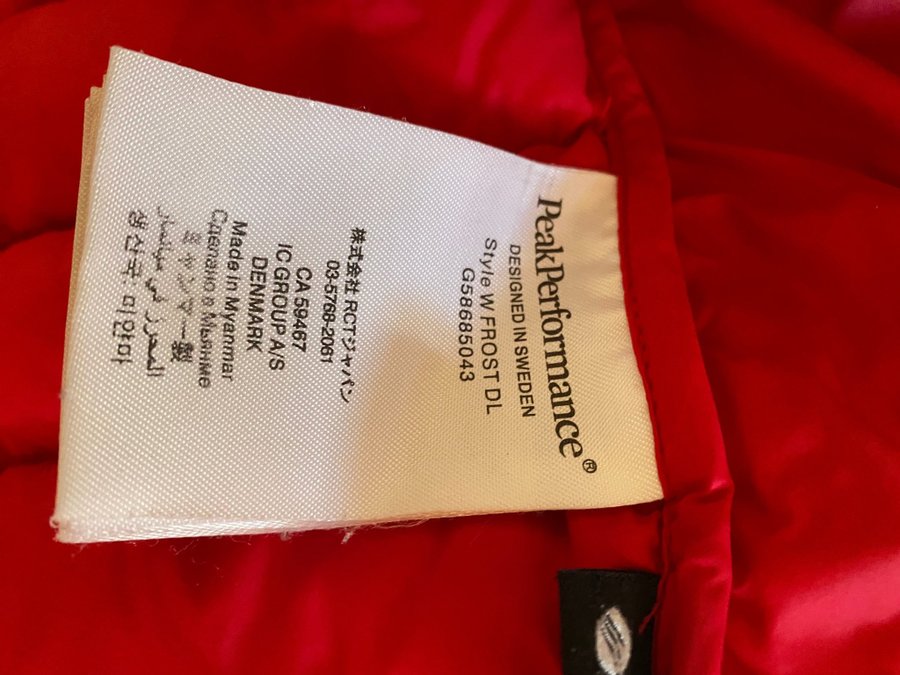 PeakPerformance®
DESIGNED IN SWEDEN
Style W FROST DL
G58685043
株式会社 RCTジャパン
03-5768-2061
CA 59467
IC GROUP A/S
DENMARK
Made in Myanmar
Сделано в Мьянме
ミャンマー製
في ميانمار
생산국: 미얀마